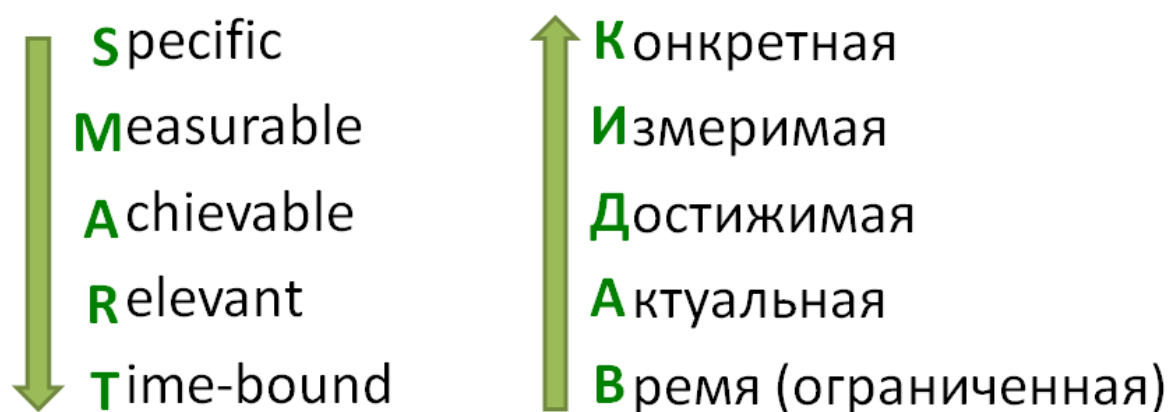 Specific
Measurable
Achievable
Relevant
Time-bound
Конкретная
Измеримая
Достижимая
Актуальная
Время (ограниченная)